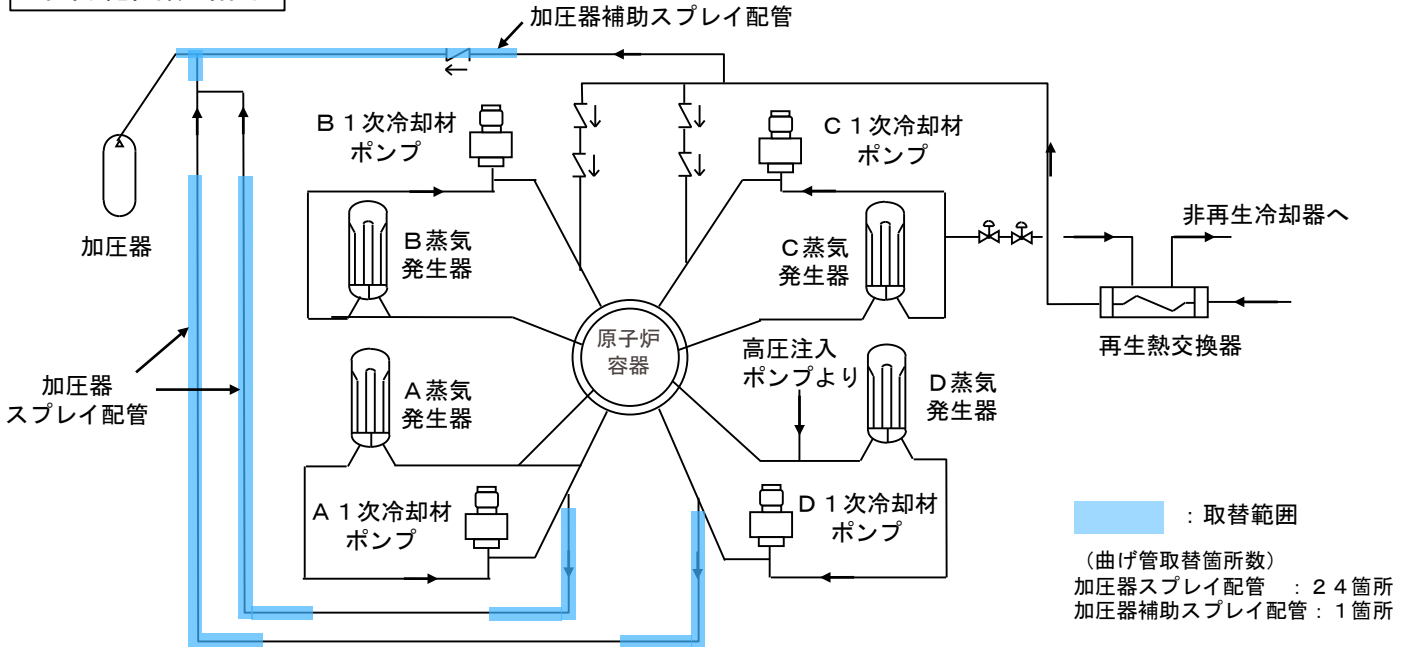 加圧器補助スプレイ配管
B1次冷却材
ポンプ
C1次冷却材
ポンプ
加圧器
B蒸気
発生器
C蒸気
発生器
非再生冷却器へ
再生熱交換器
原子炉
容器
高圧注入
ポンプより
加圧器
スプレイ配管
A蒸気
発生器
D蒸気
発生器
A1次冷却材
ポンプ
D1次冷却材
ポンプ
:取替範囲
(曲げ管取替箇所数)
加圧器スプレイ配管 :24箇所
加圧器補助スプレイ配管:1箇所